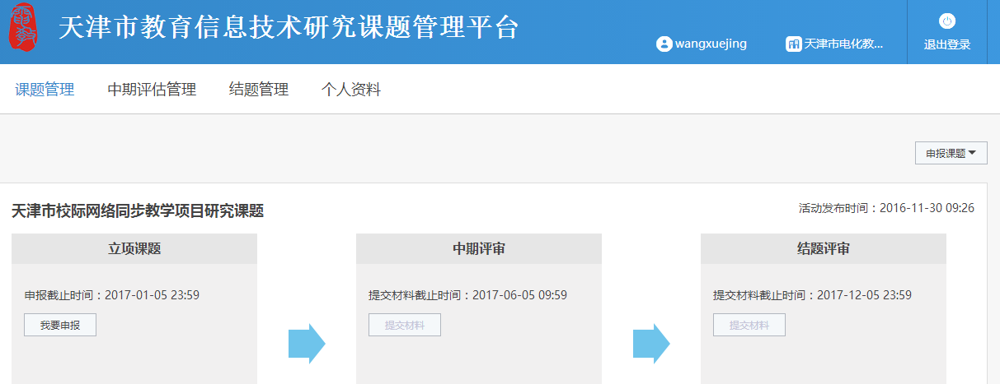 天津市教育信息技术研究课题管理平台
wangxuejing
天津市电化教...
退出登录
课题管理
中期评估管理
结题管理
个人资料
申报课题
天津市校际网络同步教学项目研究课题
活动发布时间：2016-11-30 09:26
立项课题
申报截止时间：2017-01-05 23:59
我要申报
中期评审
提交材料截止时间：2017-06-05 09:59
提交材料
结题评审
提交材料截止时间：2017-12-05 23:59
提交材料